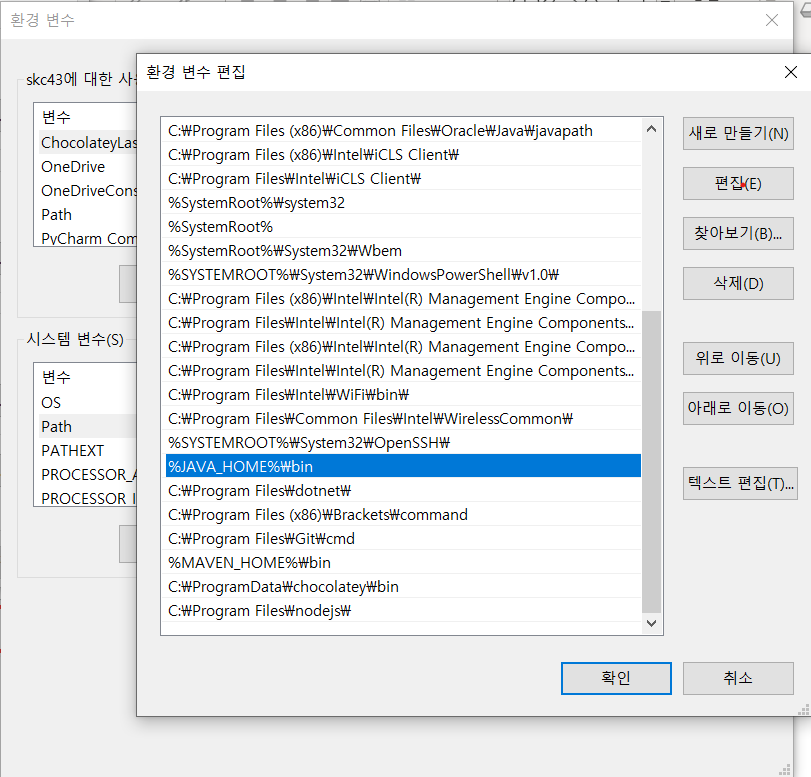 환경 변수
환경 변수 편집
skc43에 대한 사용
변수
ChocolateyLas
OneDrive
OneDriveCons
Path
PyCharm Com
시스템 변수(S)
변수
OS
Path
PATHEXT
PROCESSOR_A
PROCESSOR_I
C:₩Program Files (x86)₩Common Files₩Oracle₩Java₩javapath
C:₩Program Files (x86)₩Intel₩iCLS Client₩
C:₩Program Files₩Intel₩iCLS Client₩
%SystemRoot%₩system32
%SystemRoot%
%SystemRoot%₩System32₩Wbem
%SYSTEMROOT%₩System32₩WindowsPowerShell₩v1.0₩
C:₩Program Files (x86)₩Intel₩Intel(R) Management Engine Compo...
C:₩Program Files₩Intel₩Intel(R) Management Engine Components...
C:₩Program Files (x86)₩Intel₩Intel(R) Management Engine Compo...
C:₩Program Files₩Intel₩Intel(R) Management Engine Components...
C:₩Program Files₩Intel₩WiFi₩bin₩
C:₩Program Files₩Common Files₩Intel₩WirelessCommon₩
%SYSTEMROOT%₩System32₩OpenSSH₩
%JAVA_HOME%₩bin
C:₩Program Files₩dotnet₩
C:₩Program Files (x86)₩Brackets₩command
C:₩Program Files₩Git₩cmd
%MAVEN_HOME%₩bin
C:₩ProgramData₩chocolatey₩bin
C:₩Program Files₩nodejs₩
새로 만들기(N)
편집(E)
찾아보기(B)...
삭제(D)
위로 이동(U)
아래로 이동(O)
텍스트 편집(T)...
확인
취소